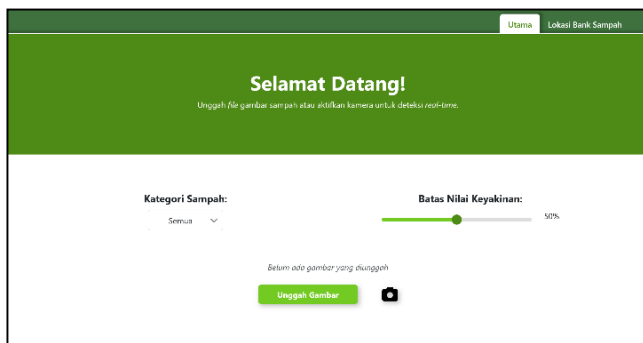 Utama Lokasi Bank Sampah
Selamat Datang!
Unggah file gambar sampah atau aktifkan kamera untuk deteksi real-time.
Kategori Sampah:
Semua
Batas Nilai Keyakinan:
50%
Belum ada gambar yang diunggah
Unggah Gambar